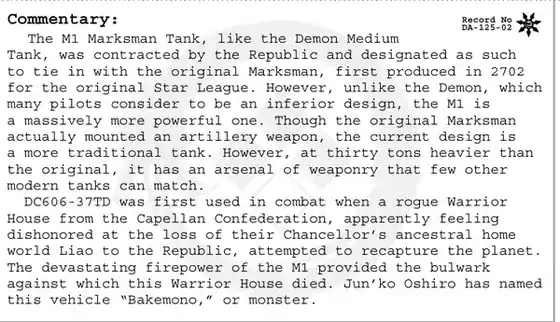 Commentary:
Record No
DA-125-02
The M1 Marksman Tank, like the Demon Medium
Tank, was contracted by the Republic and designated as such
to tie in with the original Marksman, first produced in 2702
for the original Star League. However, unlike the Demon, which
many pilots consider to be an inferior design, the M1 is
a massively more powerful one. Though the original Marksman
actually mounted an artillery weapon, the current design is
a more traditional tank. However, at thirty tons heavier than
the original, it has an arsenal of weaponry that few other
modern tanks can match.
DC606-37TD was first used in combat when a rogue Warrior
House from the Capellan Confederation, apparently feeling
dishonored at the loss of their Chancellor’s ancestral home
world Liao to the Republic, attempted to recapture the planet.
The devastating firepower of the M1 provided the bulwark
against which this Warrior House died. Jun’ko Oshiro has named
this vehicle “Bakemono,” or monster.